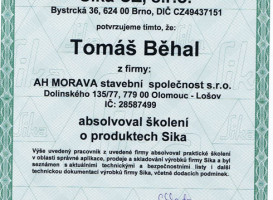 Sika CZ, s.r.o.
Bystrcká 36, 624 00 Brno, DIČ CZ49437151
potvrzujeme tímto, že:
Tomáš Běhal
z firmy:
AH MORAVA stavební společnost s.r.o.
Dolinského 135/77, 779 00 Olomouc - Lošov
IČ: 28587499
absolvoval školení
o produktech Sika
Výše uvedený pracovník z uvedené firmy absolvoval praktické školení
v oblasti správné aplikace, prodeje a skladování výrobků firmy Sika a byl
seznámen s aktuálními technickými a bezpečnostními listy i další
technickou dokumentací výrobků firmy Sika, včetně dodacích podmínek.